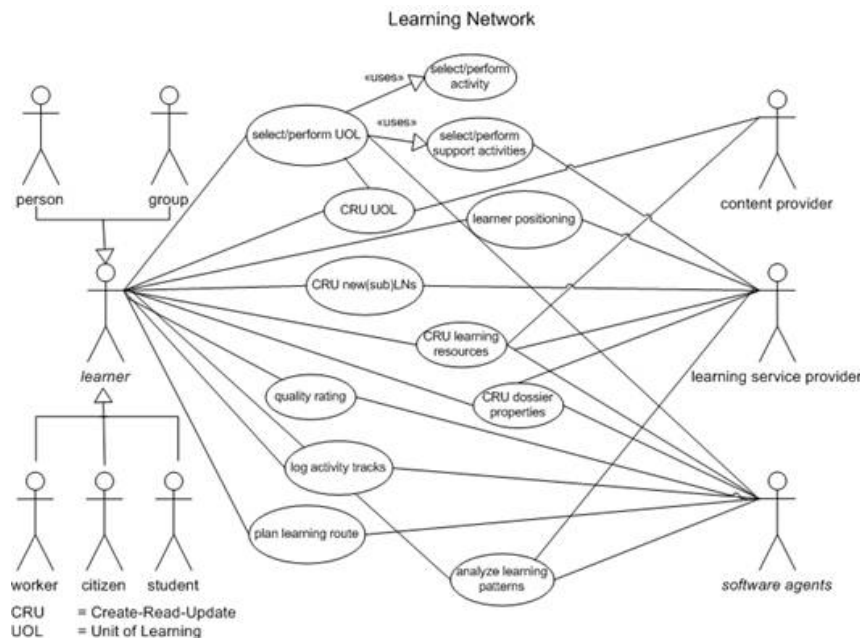 Learning Network
«uses»
select/perform
activity
«uses»
select/perform UOL
select/perform
support activities
person
group
content provider
CRU UOL
learner positioning
CRU new(sub)LNs
CRU learning
resources
learner
learning service provider
quality rating
CRU dossier
properties
log activity tracks
plan learning route
analyze learning
patterns
worker
citizen
student
software agents
CRU = Create-Read-Update
UOL = Unit of Learning